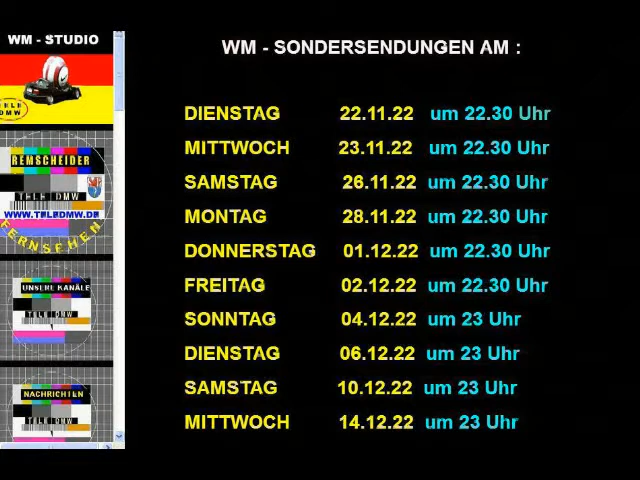 WM - STUDIO
TELE
DMW
REMSCHEIDER
TELE DMW
WWW.TELEDMW.DE
FERNSEHEN
UNSERE KANÄLE
TELE DMW
NACHRICHTEN
TELE DMW
WM - SONDERSENDUNGEN AM :
DIENSTAG 22.11.22 um 22.30 Uhr
MITTWOCH 23.11.22 um 22.30 Uhr
SAMSTAG 26.11.22 um 22.30 Uhr
MONTAG 28.11.22 um 22.30 Uhr
DONNERSTAG 01.12.22 um 22.30 Uhr
FREITAG 02.12.22 um 22.30 Uhr
SONNTAG 04.12.22 um 23 Uhr
DIENSTAG 06.12.22 um 23 Uhr
SAMSTAG 10.12.22 um 23 Uhr
MITTWOCH 14.12.22 um 23 Uhr